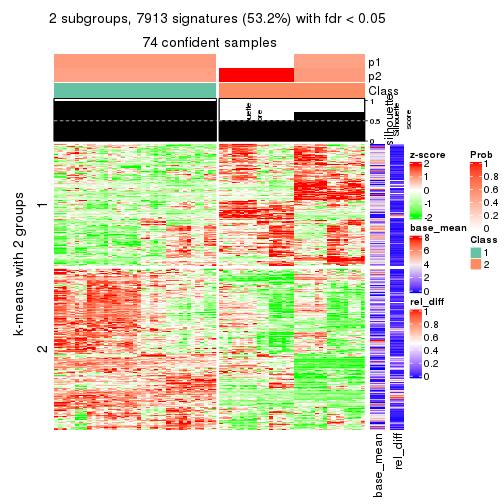 2 subgroups, 7913 signatures (53.2%) with fdr < 0.05
74 confident samples
p1
p2
Class
silhouette
1
0.5
0
Silhouette
score
k-means with 2 groups
1
2
base_mean
rel_diff
z-score
2
1
0
-1
-2
base_mean
8
6
4
2
0
rel_diff
1
0.8
0.6
0.4
0.2
0
Prob
1
0.8
0.6
0.4
0.2
0
Class
1
2